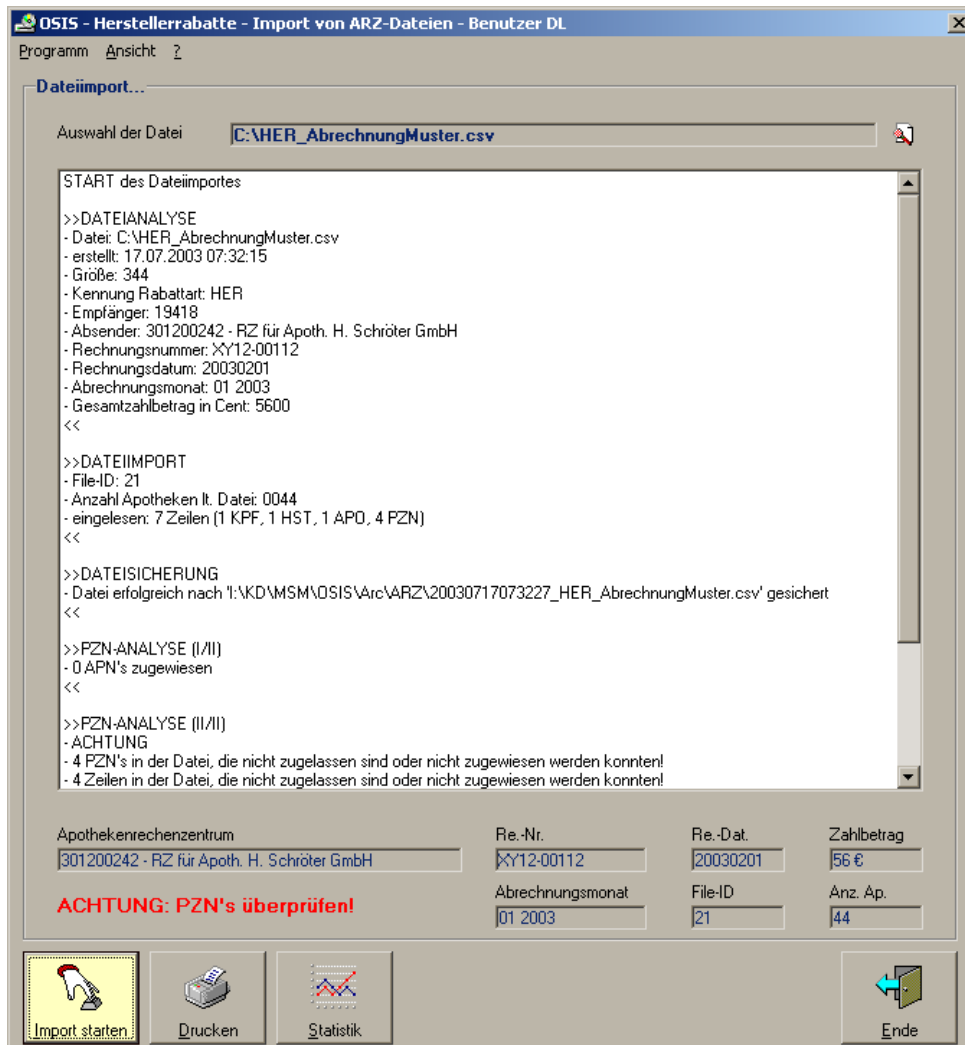 OSIS - Herstellerrabatte - Import von ARZ-Dateien - Benutzer DL
Programm Ansicht ?
Dateiimport...
Auswahl der Datei C:\HER_AbrechnungMuster.csv
START des Dateiimportes
>>DATEIANALYSE
- Datei: C:\HER_AbrechnungMuster.csv
- erstellt: 17.07.2003 07:32:15
- Größe: 344
- Kennung Rabattart: HER
- Empfänger: 19418
- Absender: 301200242 - RZ für Apoth. H. Schröter GmbH
- Rechnungsnummer: XY12-00112
- Rechnungsdatum: 20030201
- Abrechnungsmonat: 01 2003
- Gesamtzahlbetrag in Cent: 5600
<<
>>DATEIIMPORT
- File-ID: 21
- Anzahl Apotheken lt. Datei: 0044
- eingelesen: 7 Zeilen (1 KPF, 1 HST, 1 APO, 4 PZN)
<<
>>DATEISICHERUNG
- Datei erfolgreich nach 'I:\KD\MSM\OSIS\Arc\ARZ\20030717073227_HER_AbrechnungMuster.csv' gesichert
<<
>>PZN-ANALYSE (I/II)
- 0 APN's zugewiesen
<<
>>PZN-ANALYSE (II/II)
- ACHTUNG
- 4 PZN's in der Datei, die nicht zugelassen sind oder nicht zugewiesen werden konnten!
- 4 Zeilen in der Datei, die nicht zugelassen sind oder nicht zugewiesen werden konnten!
Apothekenrechenzentrum Re.-Nr. Re.-Dat. Zahlbetrag
301200242 - RZ für Apoth. H. Schröter GmbH XY12-00112 20030201 56 €
ACHTUNG: PZN's überprüfen! Abrechnungsmonat File-ID Anz. Ap.
01 2003 21 44
Import starten Drucken Statistik Ende